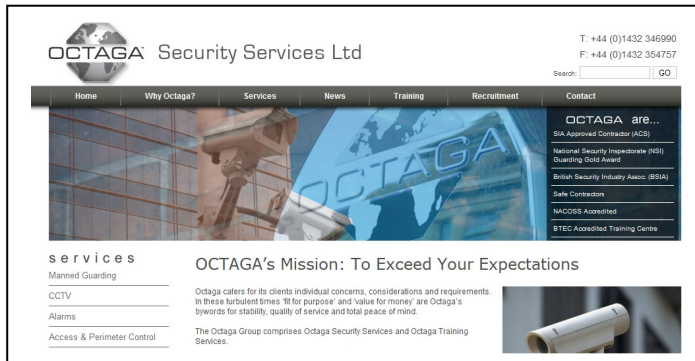 OCTAGA Security Services Ltd
T: +44 (0)1432 346990
F: +44 (0)1432 354757
Search: GO
Home Why Octaga? Services News Training Recruitment Contact
OCTAGA
OCTAGA are...
SIA Approved Contractor (ACS)
National Security Inspectorate (NSI)
Guarding Gold Award
British Security Industry Assoc. (BSIA)
Safe Contractors
NACOSS Accredited
BTEC Accredited Training Centre
services
Manned Guarding
CCTV
Alarms
Access & Perimeter Control
OCTAGA's Mission: To Exceed Your Expectations
Octaga caters for its clients individual concerns, considerations and requirements.
In these turbulent times 'fit for purpose' and 'value for money' are Octaga's
bywords for stability, quality of service and total peace of mind.
The Octaga Group comprises Octaga Security Services and Octaga Training
Services.